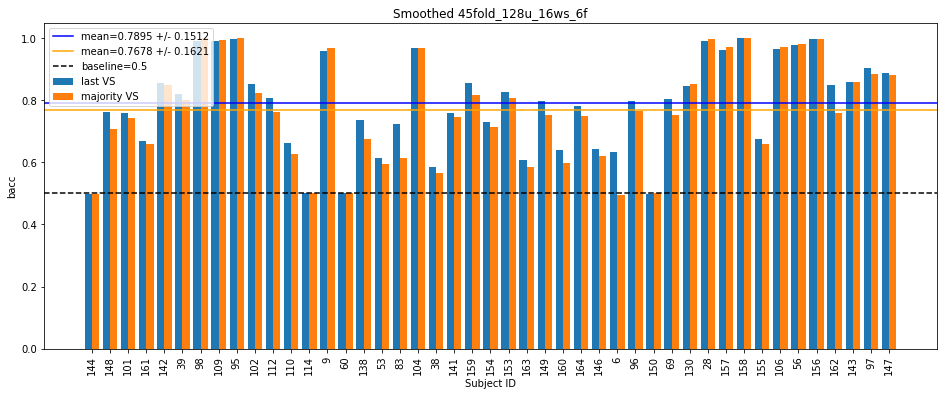 Smoothed 45fold_128u_16ws_6f
mean=0.7895 +/- 0.1512
mean=0.7678 +/- 0.1621
baseline=0.5
last VS
majority VS
bacc
1.0
0.8
0.6
0.4
0.2
0.0
144 148 101 161 142 39 98 109 95 102 112 110 114 9 60 138 53 83 104 38 141 159 154 153 163 149 160 164 146 6 96 150 69 130 28 157 158 155 106 56 156 162 143 97 147
Subject ID